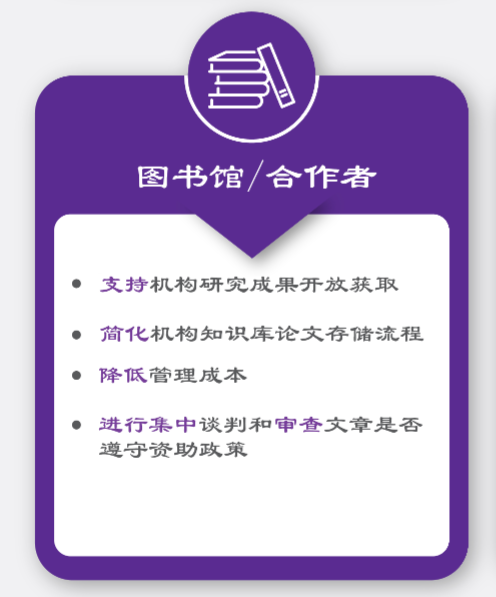 图书馆/合作者
支持机构研究成果开放获取
简化机构知识库论文存储流程
降低管理成本
进行集中谈判和审查文章是否
遵守资助政策